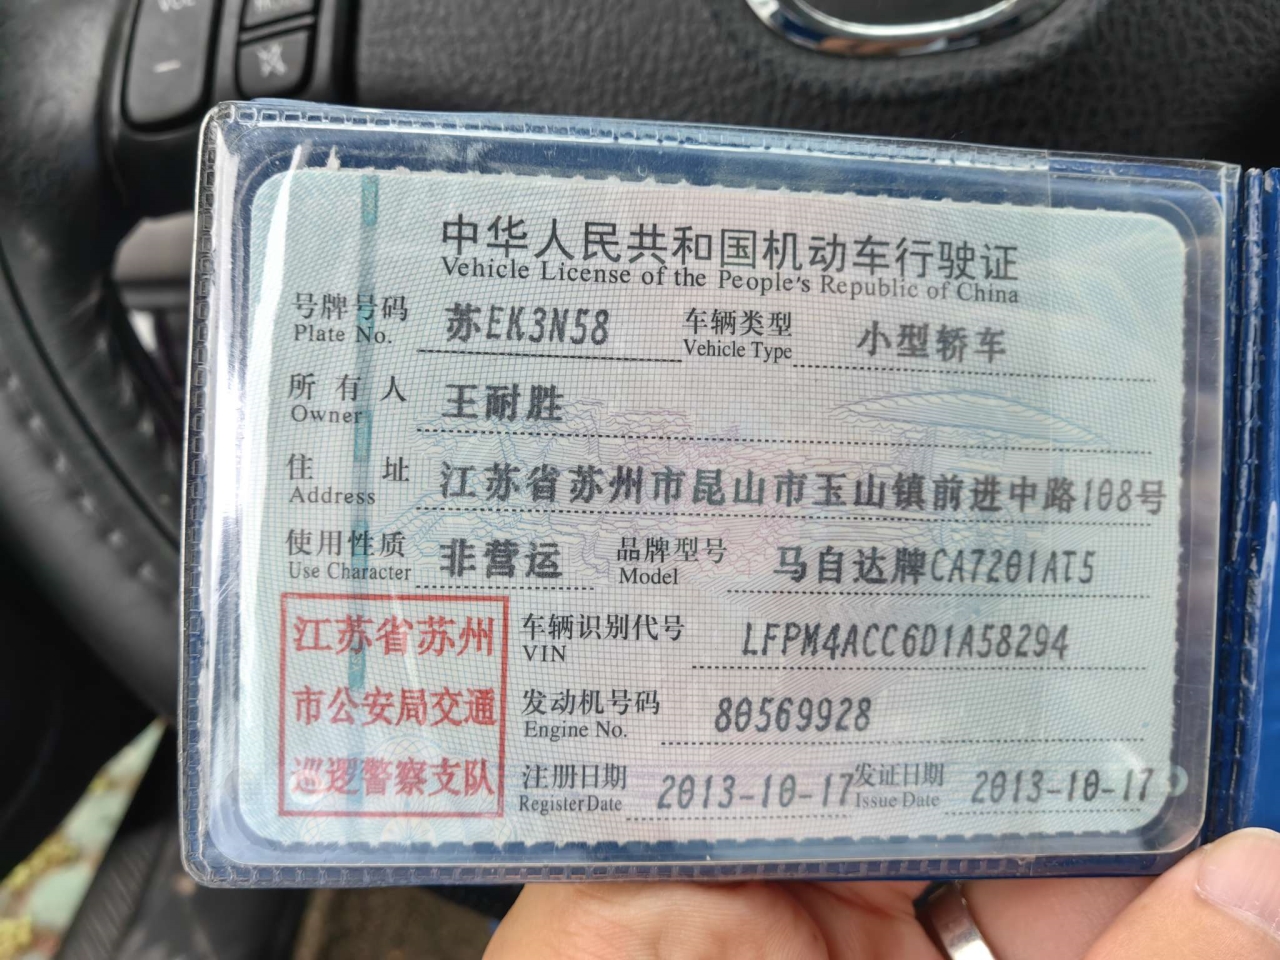 中华人民共和国机动车行驶证
Vehicle License of the People's Republic of China
号牌号码 苏EK3N58 车辆类型 小型轿车
Plate No. Vehicle Type
所有人 王耐胜
Owner
住址 江苏省苏州市昆山市玉山镇前进中路108号
Address
使用性质 非营运 品牌型号 马自达牌CA7201AT5
Use Character Model
江苏省苏州
市公安局交通
巡逻警察支队
车辆识别代号 LFPM4ACC6D1A58294
VIN
发动机号码 80569928
Engine No.
注册日期 2013-10-17 发证日期 2013-10-17
Register Date Issue Date